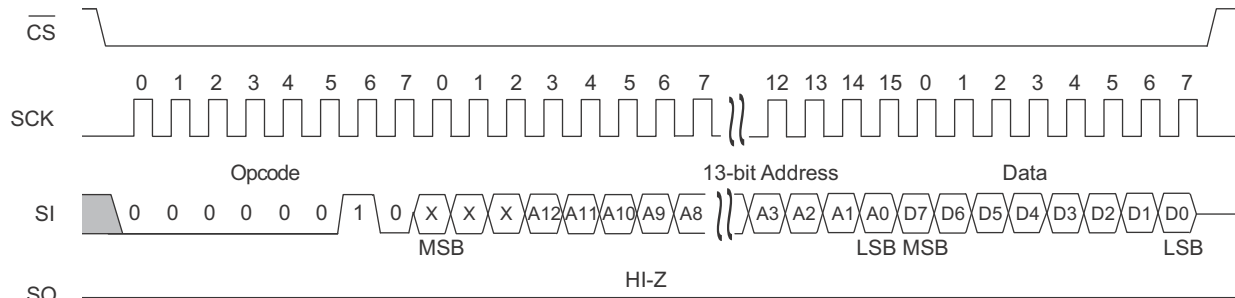 CS
0 1 2 3 4 5 6 7 0 1 2 3 4 5 6 7 12 13 14 15 0 1 2 3 4 5 6 7
SCK
Opcode 13-bit Address Data
SI 0 0 0 0 0 0 1 0 X X X A12 A11 A10 A9 A8 A3 A2 A1 A0 D7 D6 D5 D4 D3 D2 D1 D0
MSB LSB MSB LSB
HI-Z
SO